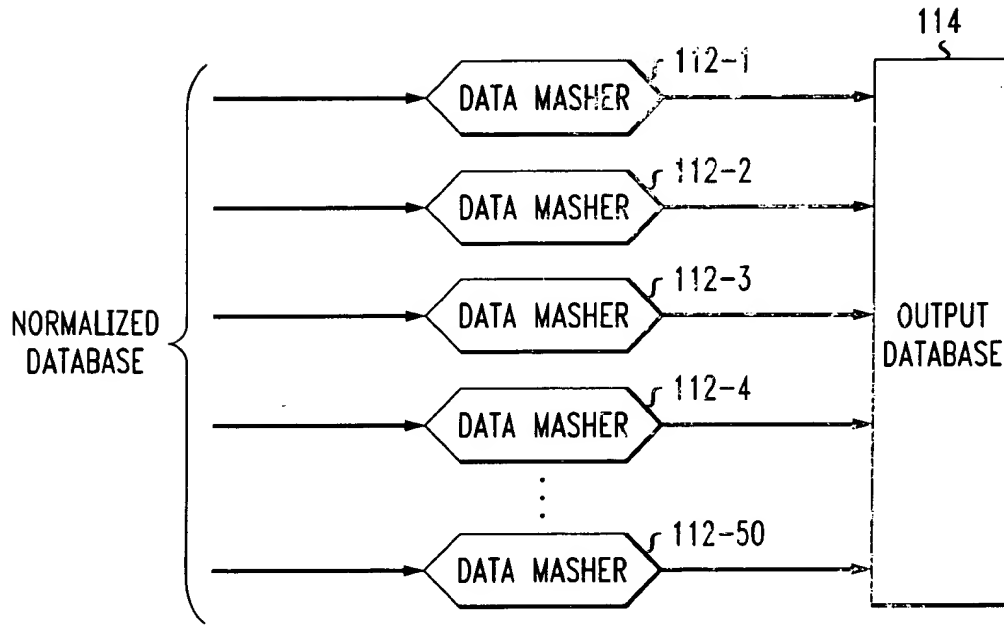 114
112-1
DATA MASHER
112-2
DATA MASHER
112-3
DATA MASHER
NORMALIZED
DATABASE
OUTPUT
DATABASE
112-4
DATA MASHER
112-50
DATA MASHER